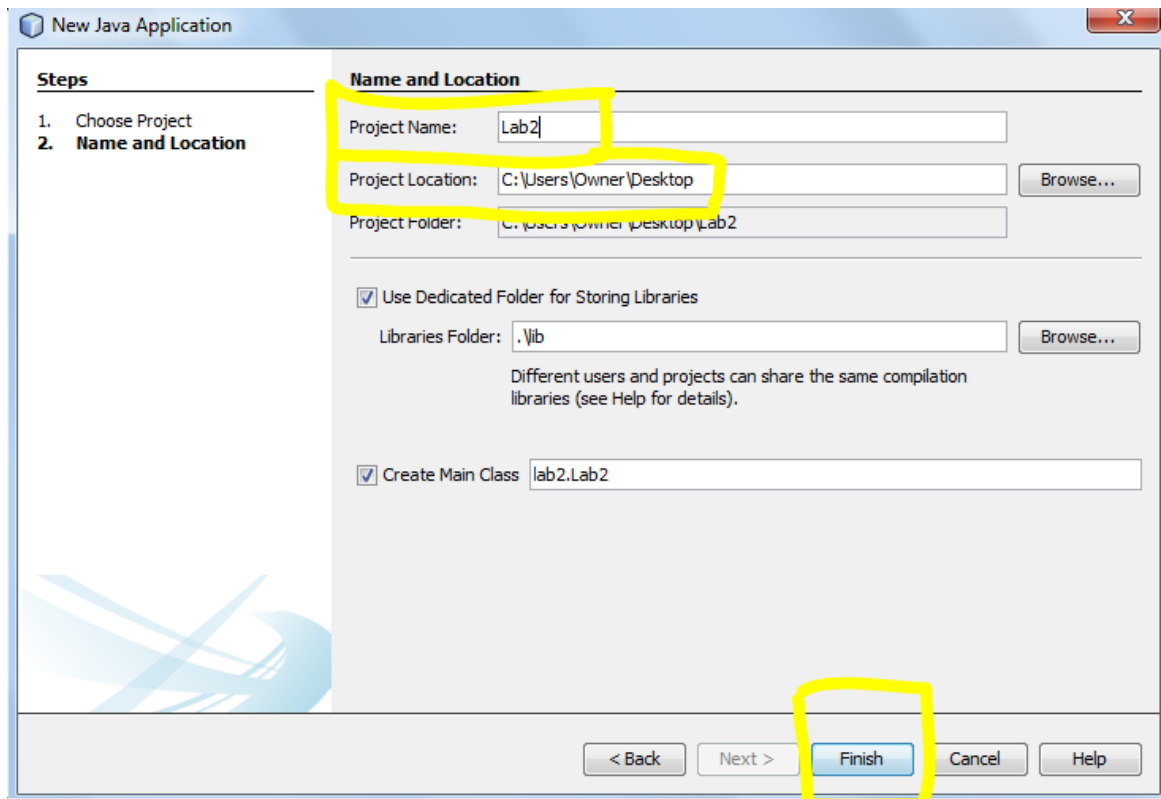 New Java Application
X
Steps
1. Choose Project
2. Name and Location
Name and Location
Project Name: Lab2
Project Location: C:\Users\Owner\Desktop Browse...
Project Folder: C:\Users\Owner\Desktop\Lab2
Use Dedicated Folder for Storing Libraries
Libraries Folder: .\lib Browse...
Different users and projects can share the same compilation
libraries (see Help for details).
Create Main Class lab2.Lab2
< Back Next > Finish Cancel Help